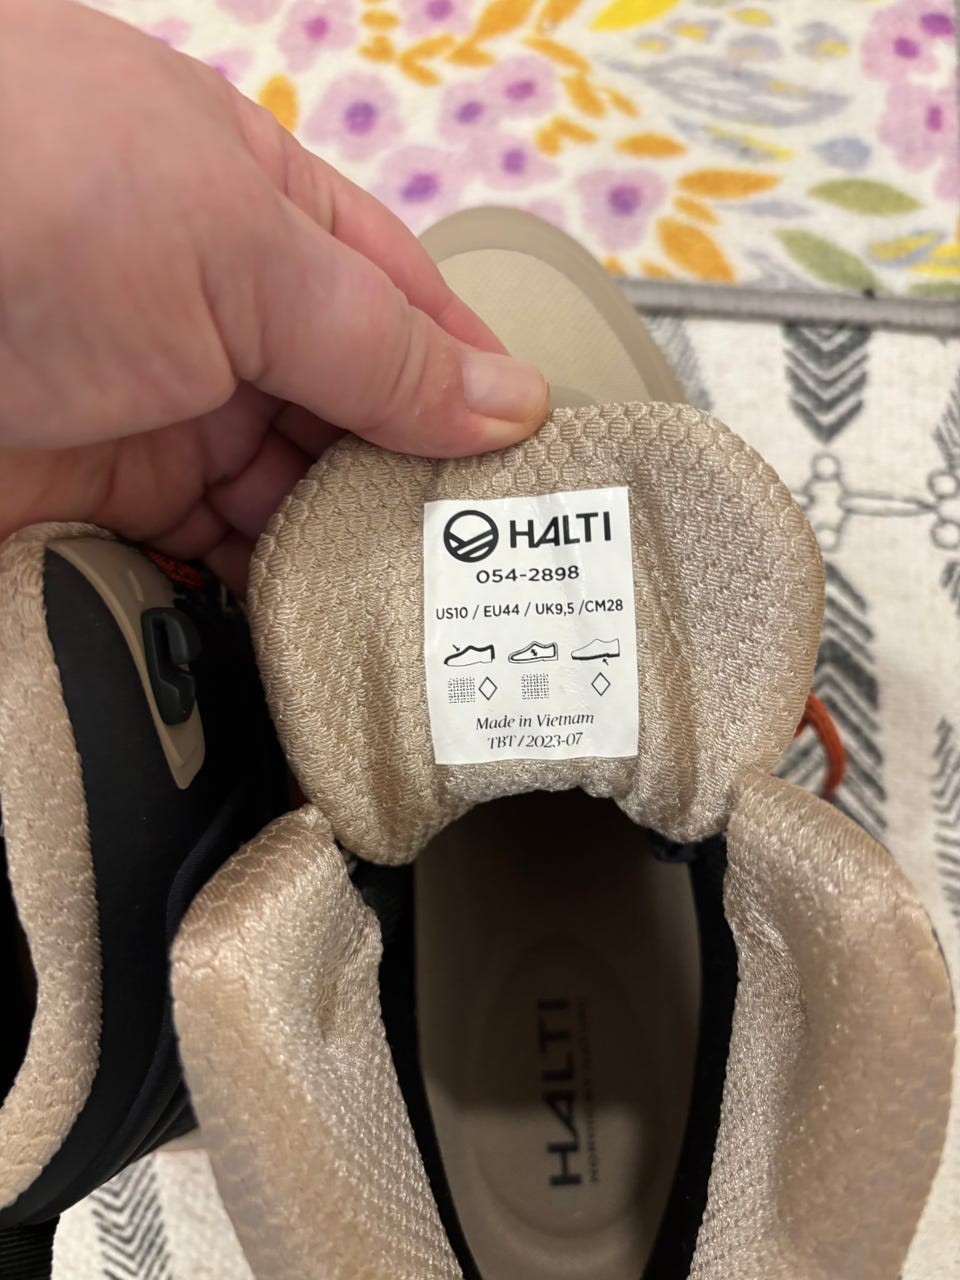 HALTI
054-2898
US10 / EU44 / UK9,5 /CM28
Made in Vietnam
TBT / 2023-07
HALTI